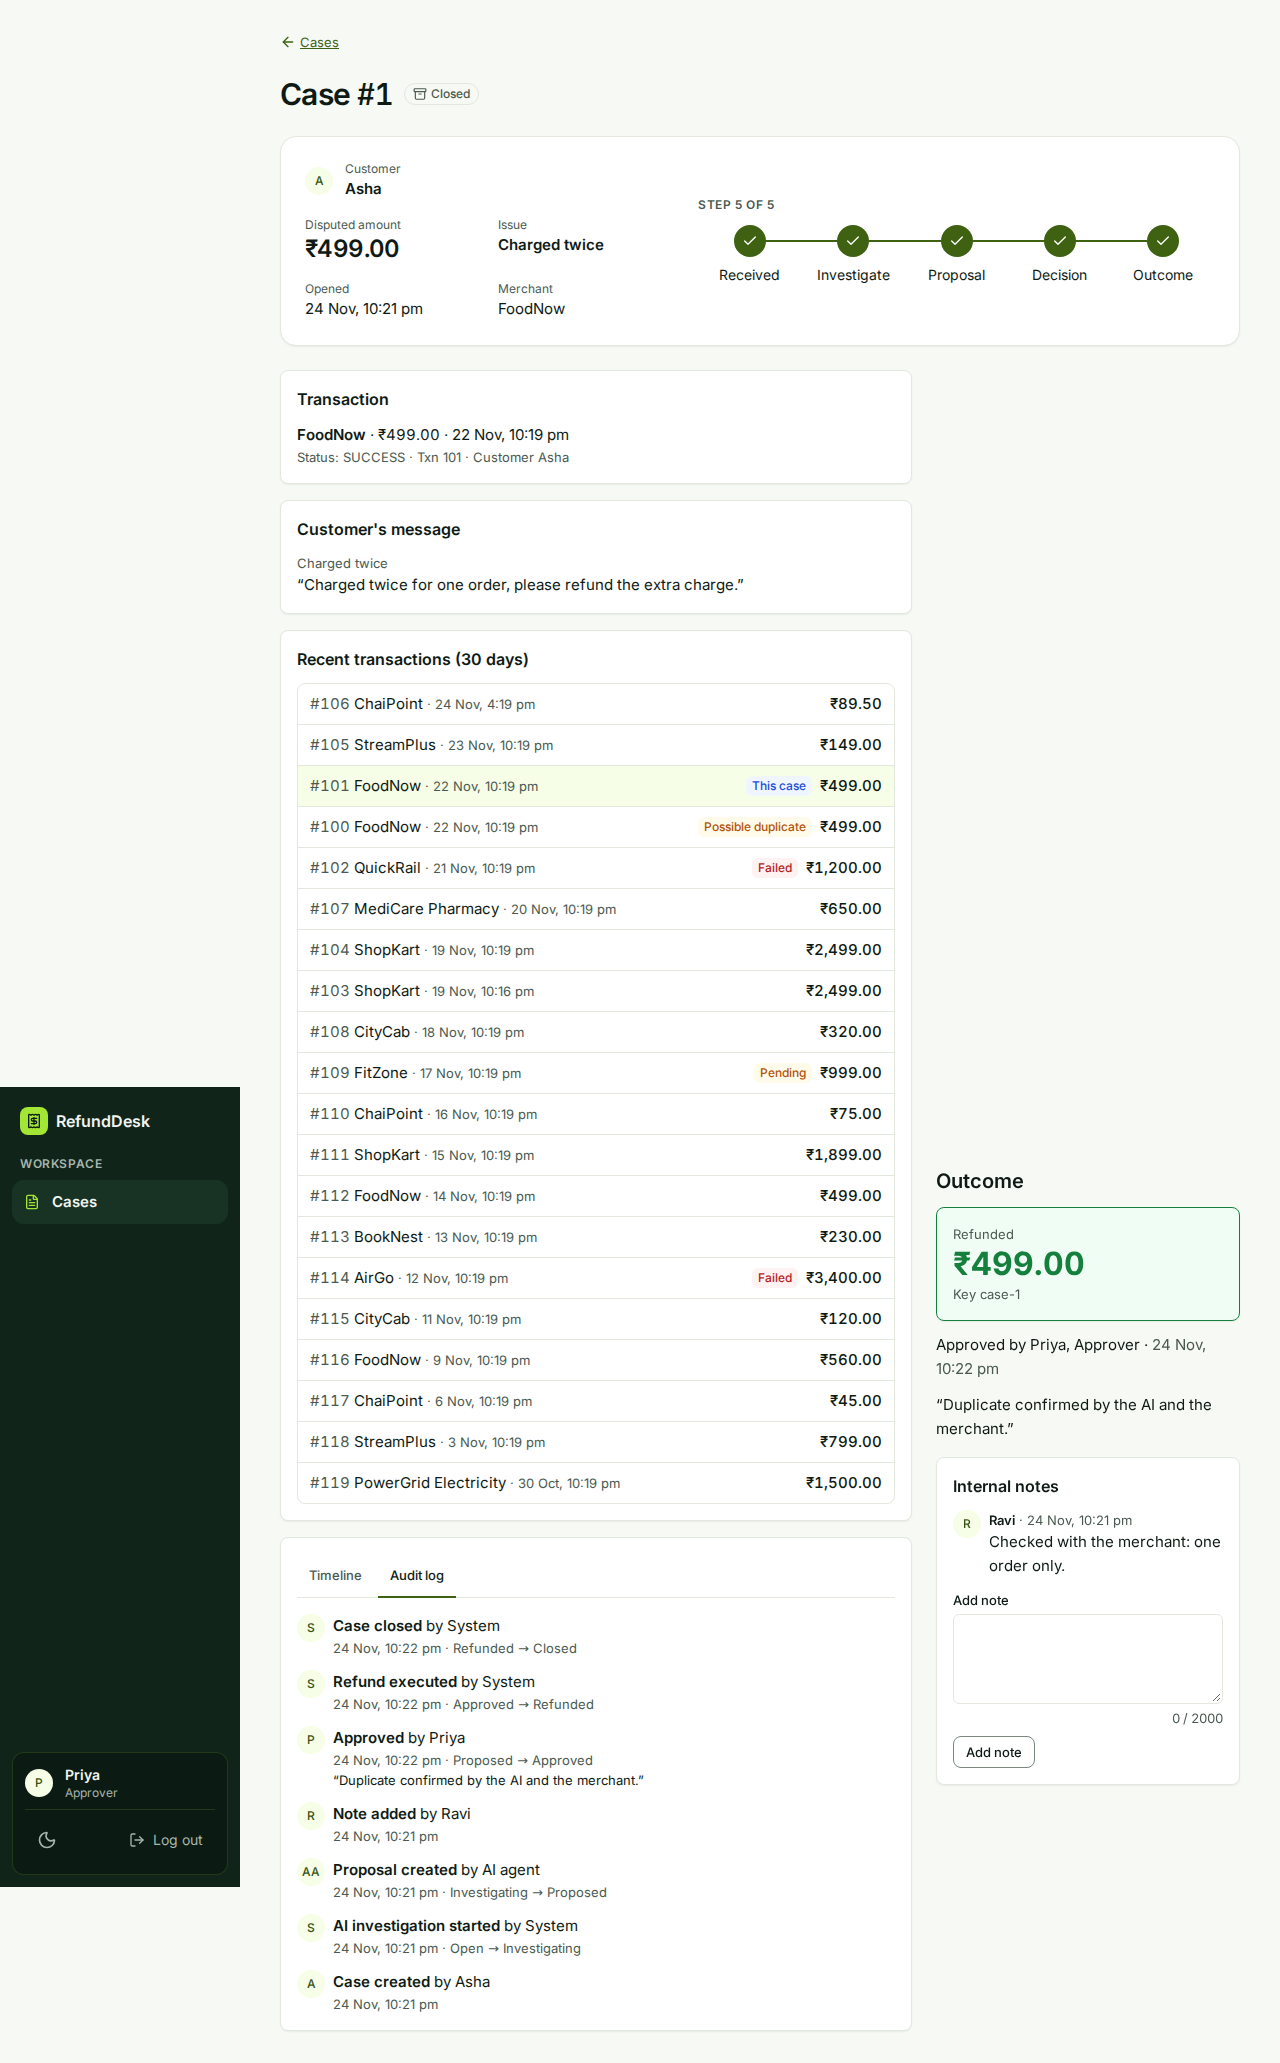 Cases
Case #1
Closed
A
Customer
Asha
Disputed amount
₹499.00
Issue
Charged twice
Opened
24 Nov, 10:21 pm
Merchant
FoodNow
STEP 5 OF 5
Received
Investigate
Proposal
Decision
Outcome
Transaction
FoodNow · ₹499.00 · 22 Nov, 10:19 pm
Status: SUCCESS · Txn 101 · Customer Asha
Customer's message
Charged twice
“Charged twice for one order, please refund the extra charge.”
Recent transactions (30 days)
#106 ChaiPoint · 24 Nov, 4:19 pm ₹89.50
#105 StreamPlus · 23 Nov, 10:19 pm ₹149.00
#101 FoodNow · 22 Nov, 10:19 pm This case ₹499.00
#100 FoodNow · 22 Nov, 10:19 pm Possible duplicate ₹499.00
#102 QuickRail · 21 Nov, 10:19 pm Failed ₹1,200.00
#107 MediCare Pharmacy · 20 Nov, 10:19 pm ₹650.00
#104 ShopKart · 19 Nov, 10:19 pm ₹2,499.00
#103 ShopKart · 19 Nov, 10:16 pm ₹2,499.00
#108 CityCab · 18 Nov, 10:19 pm ₹320.00
#109 FitZone · 17 Nov, 10:19 pm Pending ₹999.00
#110 ChaiPoint · 16 Nov, 10:19 pm ₹75.00
#111 ShopKart · 15 Nov, 10:19 pm ₹1,899.00
#112 FoodNow · 14 Nov, 10:19 pm ₹499.00
#113 BookNest · 13 Nov, 10:19 pm ₹230.00
#114 AirGo · 12 Nov, 10:19 pm Failed ₹3,400.00
#115 CityCab · 11 Nov, 10:19 pm ₹120.00
#116 FoodNow · 9 Nov, 10:19 pm ₹560.00
#117 ChaiPoint · 6 Nov, 10:19 pm ₹45.00
#118 StreamPlus · 3 Nov, 10:19 pm ₹799.00
#119 PowerGrid Electricity · 30 Oct, 10:19 pm ₹1,500.00
Timeline
Audit log
S
Case closed by System
24 Nov, 10:22 pm · Refunded → Closed
S
Refund executed by System
24 Nov, 10:22 pm · Approved → Refunded
P
Approved by Priya
24 Nov, 10:22 pm · Proposed → Approved
“Duplicate confirmed by the AI and the merchant.”
R
Note added by Ravi
24 Nov, 10:21 pm
AA
Proposal created by AI agent
24 Nov, 10:21 pm · Investigating → Proposed
S
AI investigation started by System
24 Nov, 10:21 pm · Open → Investigating
A
Case created by Asha
24 Nov, 10:21 pm
Outcome
Refunded
₹499.00
Key case-1
Approved by Priya, Approver · 24 Nov,
10:22 pm
“Duplicate confirmed by the AI and the
merchant.”
Internal notes
R
Ravi · 24 Nov, 10:21 pm
Checked with the merchant: one
order only.
Add note
0 / 2000
Add note
RefundDesk
WORKSPACE
Cases
P
Priya
Approver
Log out